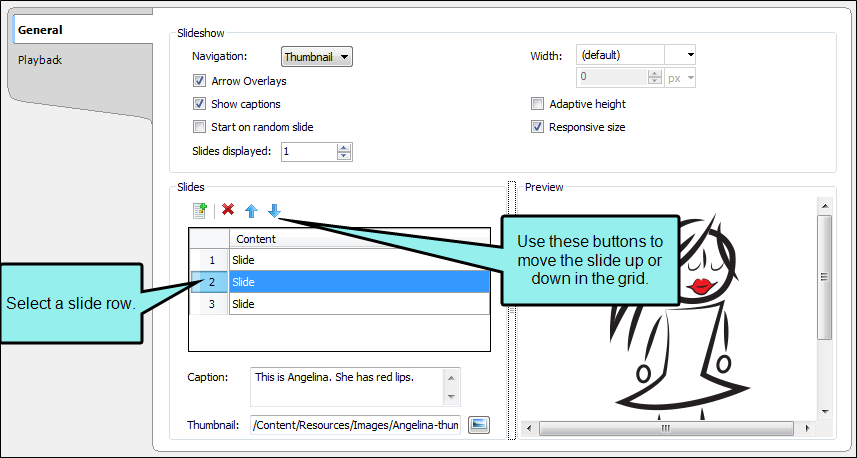 General
Playback
Slideshow
Navigation: Thumbnail
Width: (default)
0 px
Arrow Overlays
Show captions
Adaptive height
Start on random slide
Responsive size
Slides displayed: 1
Slides
Preview
Content
1 Slide
2 Slide
3 Slide
Select a slide row.
Use these buttons to
move the slide up or
down in the grid.
Caption: This is Angelina. She has red lips.
Thumbnail: /Content/Resources/Images/Angelina-thum